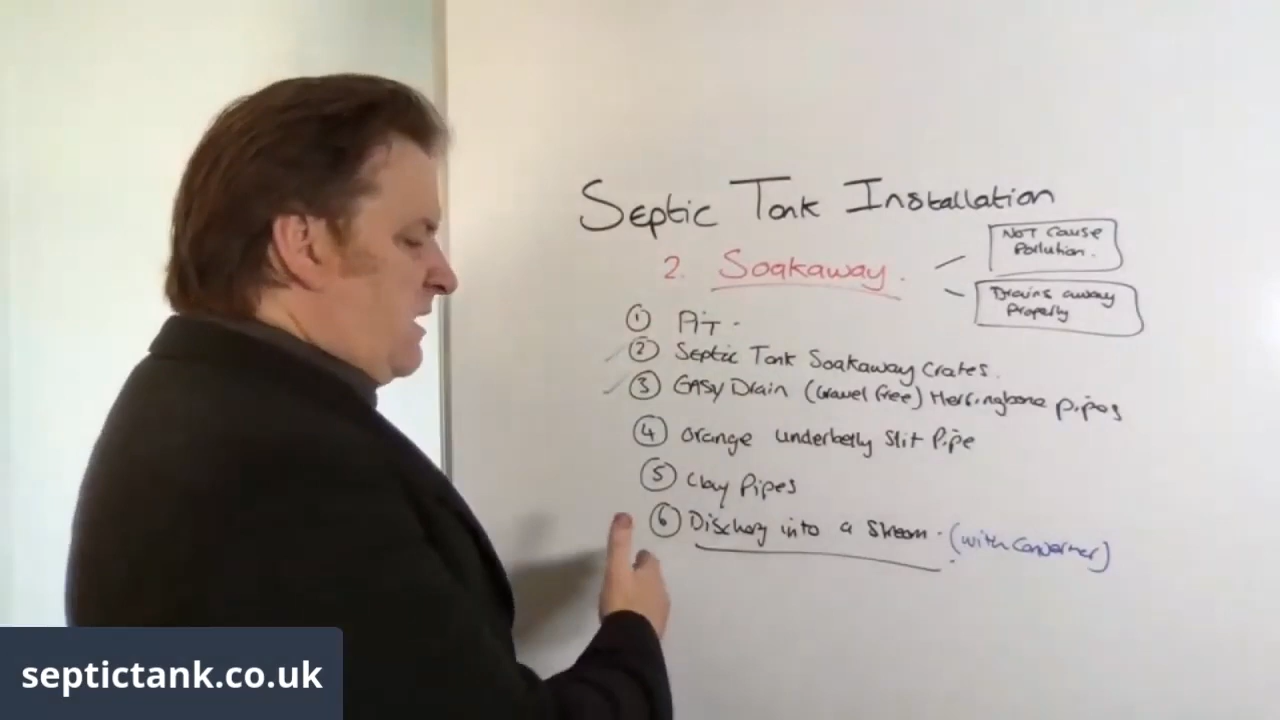 Septic Tank Installation
2. Soakaway.
NOT Cause
Pollution.
Drains away
Properly
1 PiT.
2 Septic Tank Soakaway Crates.
3 EASY Drain (Gravel free) Herringbone pipes
4 Orange underbelly Slit Pipe
5 Clay Pipes
6 into a Stream. (with Converter)
septictank.co.uk